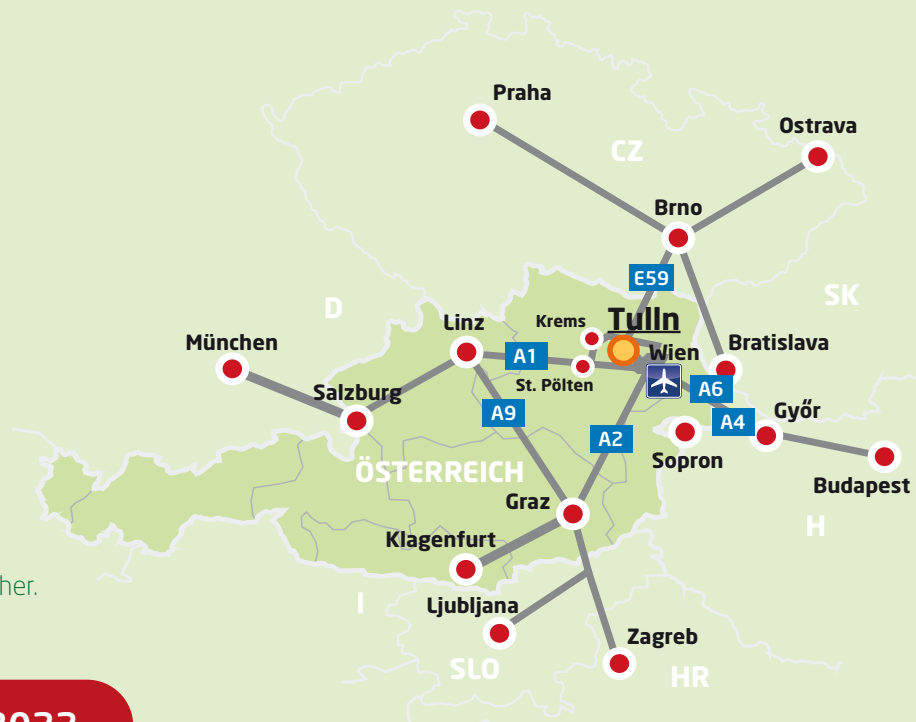 Praha
Ostrava
CZ
Brno
E59
SK
D
Krems
Tulln
Linz
München
Wien
Bratislava
A1
St. Pölten
Salzburg
A6
A9
Győr
A4
A2
Sopron
ÖSTERREICH
Budapest
Graz
H
Klagenfurt
her.
I
Ljubljana
Zagreb
SLO
HR